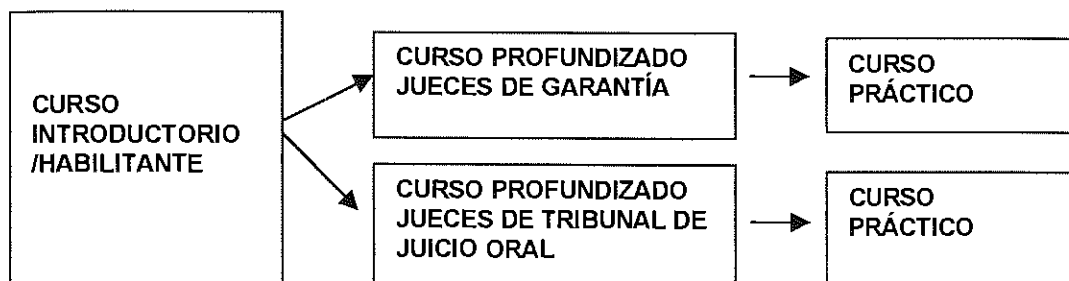 CURSO
INTRODUCTORIO
/HABILITANTE
CURSO PROFUNDIZADO
JUECES DE GARANTÍA
CURSO
PRÁCTICO
CURSO PROFUNDIZADO
JUECES DE TRIBUNAL DE
JUICIO ORAL
CURSO
PRÁCTICO